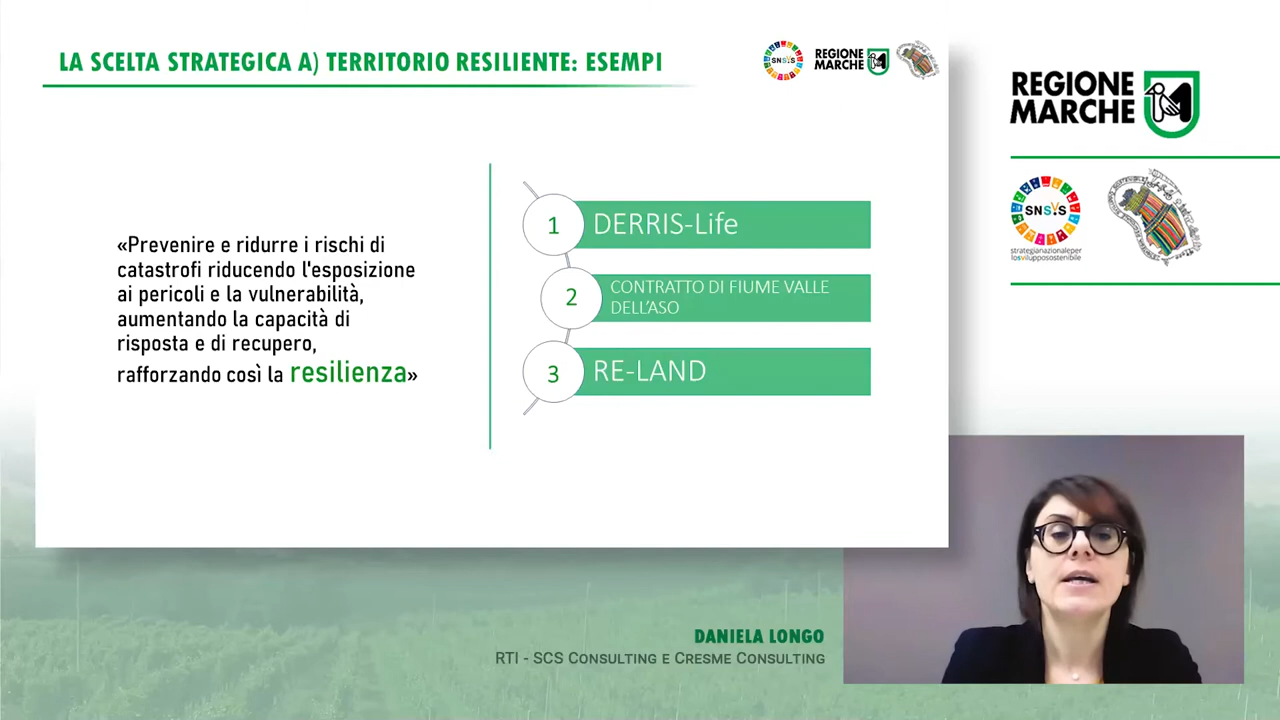 LA SCELTA STRATEGICA A) TERRITORIO RESILIENTE: ESEMPI
SNSVS
REGIONE
MARCHE
«Prevenire e ridurre i rischi di
catastrofi riducendo l'esposizione
ai pericoli e la vulnerabilità,
aumentando la capacità di
risposta e di recupero,
rafforzando così la resilienza»
1 DERRIS-Life
2 CONTRATTO DI FIUME VALLE
DELL'ASO
3 RE-LAND
REGIONE
MARCHE
SNSVS
strategianazionaleper
losvilupposostenibile
DANIELA LONGO
RTI - SCS CONSULTING E CRESME CONSULTING